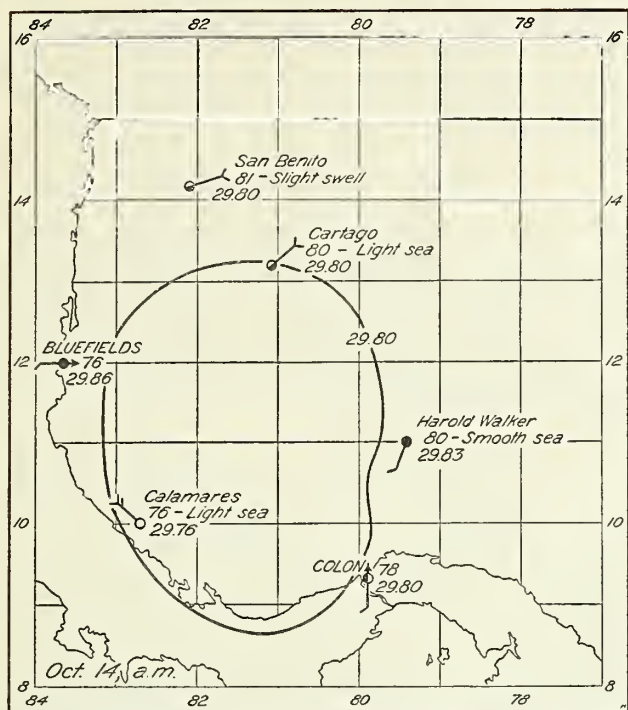 84 82 80 78
16 16
San Benito
81 - Slight swell
29.80
14 14
Cartago
80 - Light sea
29.80
29.80
BLUEFIELDS
12 76 12
29.86
Harold Walker
80 - Smooth sea
29.83
Calamares
76 - Light sea
10 29.76 10
COLON 78
29.80
Oct. 14, a.m.
8 8
84 82 80 78